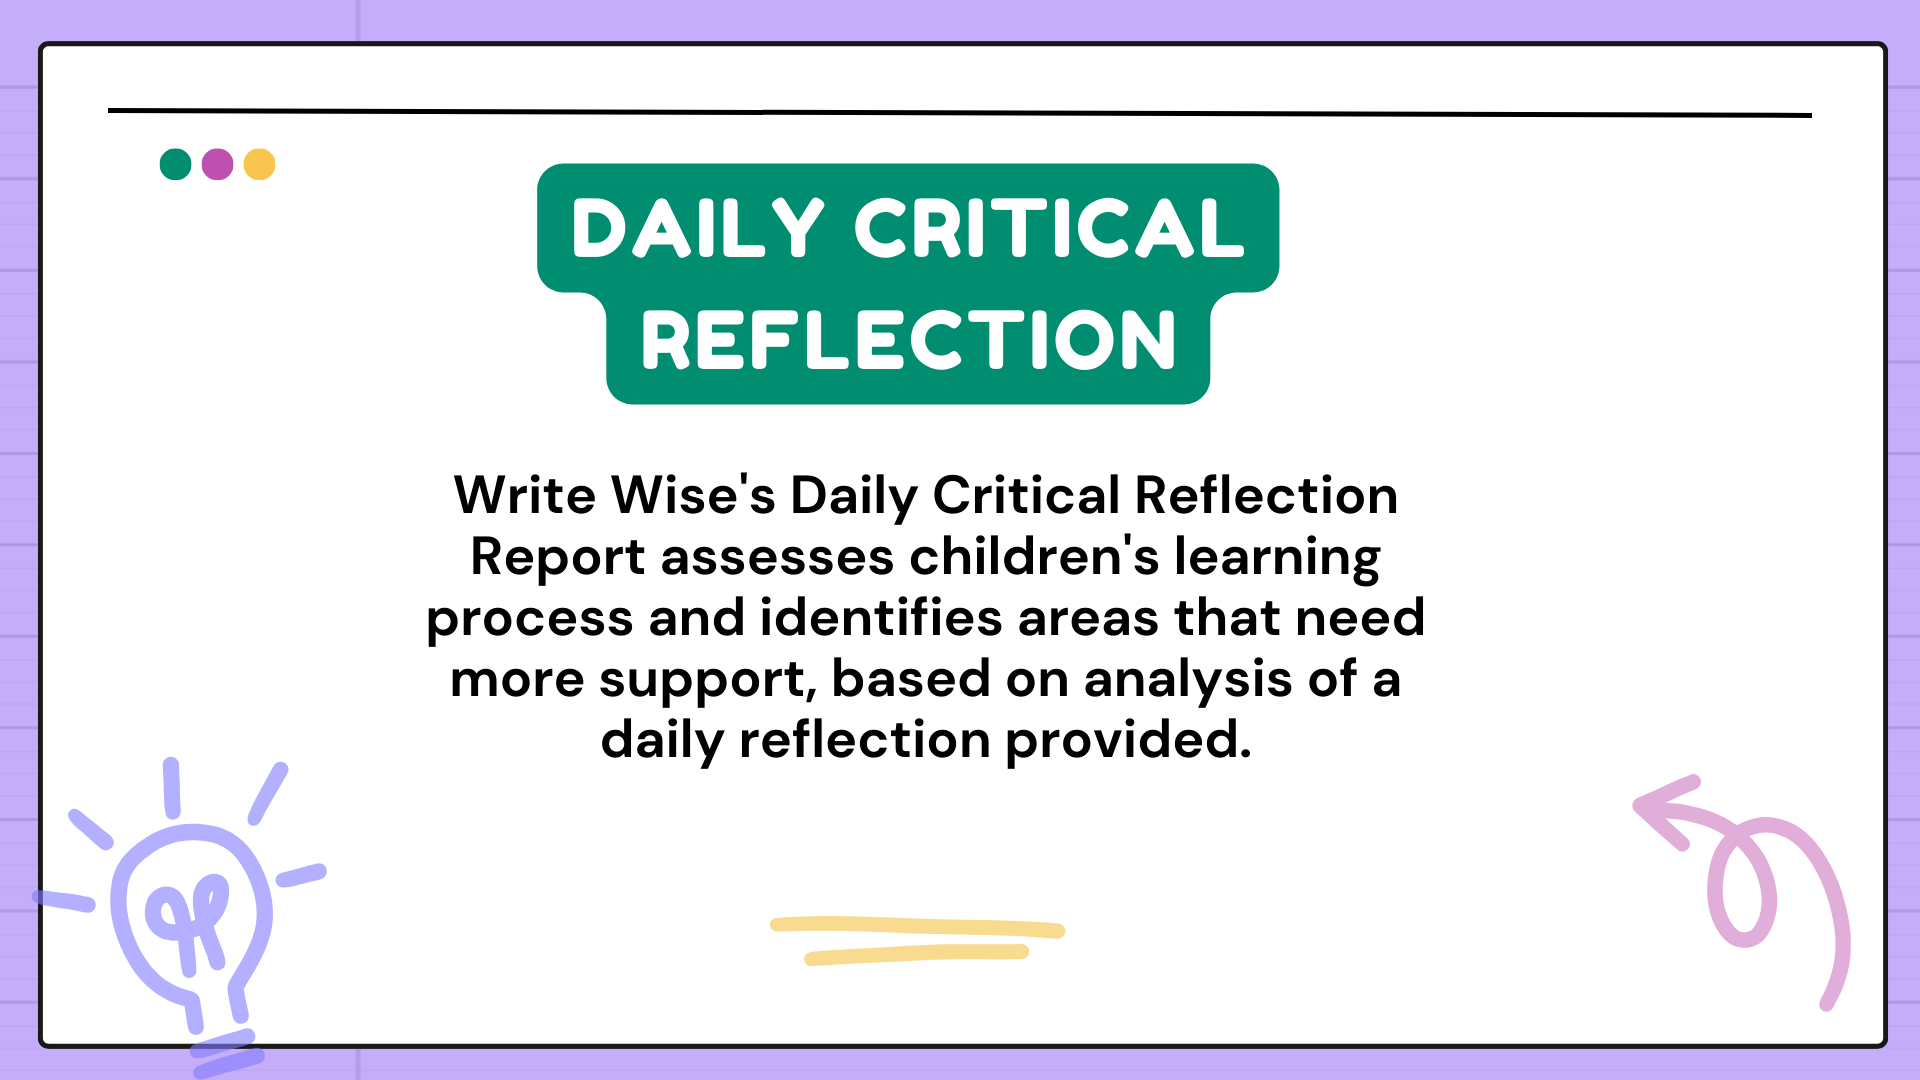 DAILY CRITICAL
REFLECTION
Write Wise's Daily Critical Reflection
Report assesses children's learning
process and identifies areas that need
more support, based on analysis of a
daily reflection provided.